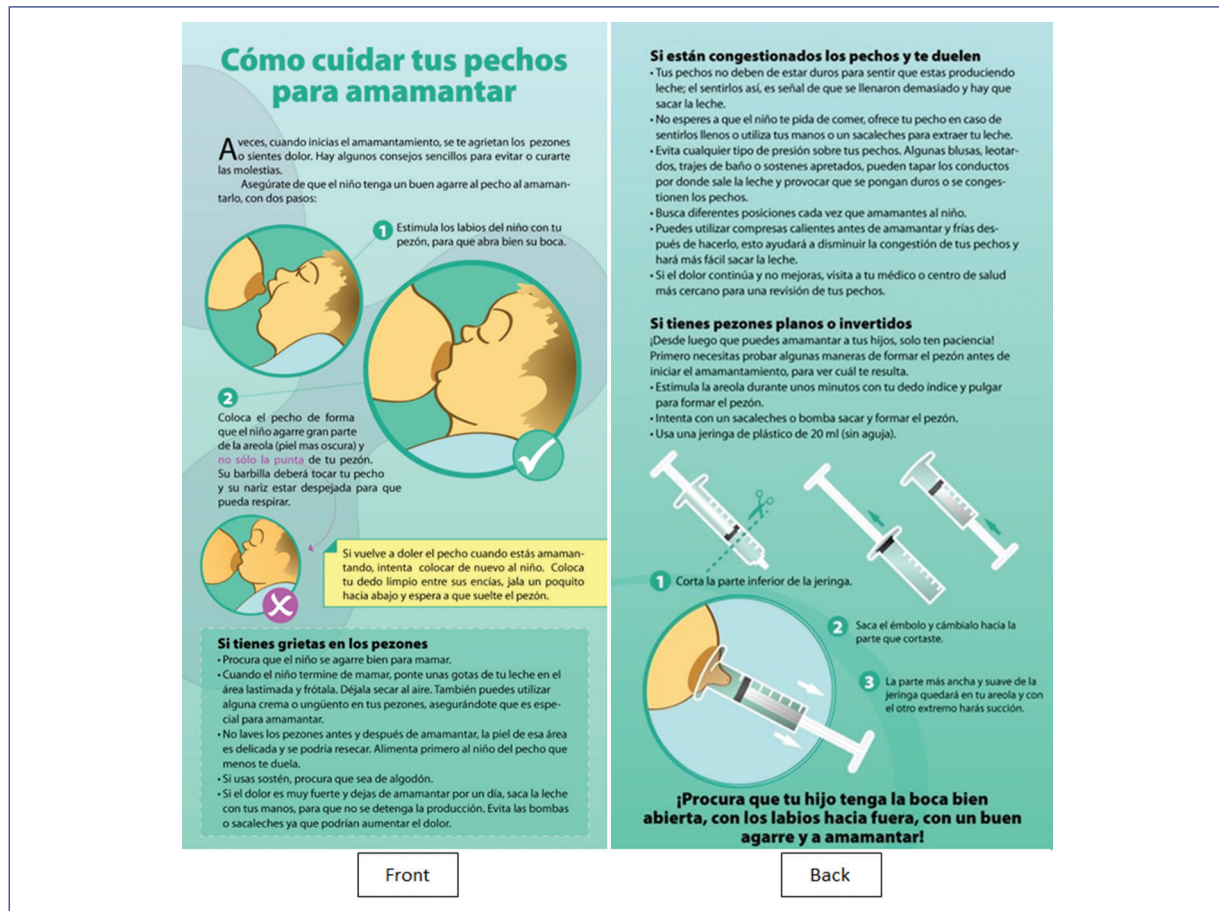 Cómo cuidar tus pechos
para amamantar
A veces, cuando inicias el amamantamiento, se te agrietan los pezones
o sientes dolor. Hay algunos consejos sencillos para evitar o curarte
las molestias.
Asegúrate de que el niño tenga un buen agarre al pecho al amaman-
tarlo, con dos pasos:
1 Estimula los labios del niño con tu
pezón, para que abra bien su boca.
2
Coloca el pecho de forma
que el niño agarre gran parte
de la areola (piel mas oscura) y
no sólo la punta de tu pezón.
Su barbilla deberá tocar tu pecho
y su nariz estar despejada para que
pueda respirar.
Si vuelve a doler el pecho cuando estás amaman-
tando, intenta colocar de nuevo al niño. Coloca
tu dedo limpio entre sus encías, jala un poquito
hacia abajo y espera a que suelte el pezón.
Si tienes grietas en los pezones
• Procura que el niño se agarre bien para mamar.
• Cuando el niño termine de mamar, ponte unas gotas de tu leche en el
área lastimada y frótala. Déjala secar al aire. También puedes utilizar
alguna crema o ungüento en tus pezones, asegurándote que es espe-
cial para amamantar.
• No laves los pezones antes y después de amamantar, la piel de esa área
es delicada y se podría resecar. Alimenta primero al niño del pecho que
menos te duela.
• Si usas sostén, procura que sea de algodón.
• Si el dolor es muy fuerte y dejas de amamantar por un día, saca la leche
con tus manos, para que no se detenga la producción. Evita las bombas
o sacaleches ya que podrían aumentar el dolor.
Front
Si están congestionados los pechos y te duelen
• Tus pechos no deben de estar duros para sentir que estas produciendo
leche; el sentirlos así, es señal de que se llenaron demasiado y hay que
sacar la leche.
• No esperes a que el niño te pida de comer, ofrece tu pecho en caso de
sentirlos llenos o utiliza tus manos o un sacaleches para extraer tu leche.
• Evita cualquier tipo de presión sobre tus pechos. Algunas blusas, leotar-
dos, trajes de baño o sostenes apretados, pueden tapar los conductos
por donde sale la leche y provocar que se pongan duros o se conges-
tionen los pechos.
• Busca diferentes posiciones cada vez que amamantes al niño.
• Puedes utilizar compresas calientes antes de amamantar y frías des-
pués de hacerlo, esto ayudará a disminuir la congestión de tus pechos y
hará más fácil sacar la leche.
• Si el dolor continúa y no mejoras, visita a tu médico o centro de salud
más cercano para una revisión de tus pechos.
Si tienes pezones planos o invertidos
¡Desde luego que puedes amamantar a tus hijos, solo ten paciencia!
Primero necesitas probar algunas maneras de formar el pezón antes de
iniciar el amamantamiento, para ver cuál te resulta.
• Estimula la areola durante unos minutos con tu dedo índice y pulgar
para formar el pezón.
• Intenta con un sacaleches o bomba sacar y formar el pezón.
• Usa una jeringa de plástico de 20 ml (sin aguja).
1 Corta la parte inferior de la jeringa.
2 Saca el émbolo y cámbialo hacia la
parte que cortaste.
3 La parte más ancha y suave de la
jeringa quedará en tu areola y con
el otro extremo harás succión.
¡Procura que tu hijo tenga la boca bien
abierta, con los labios hacia fuera, con un buen
agarre y a amamantar!
Back